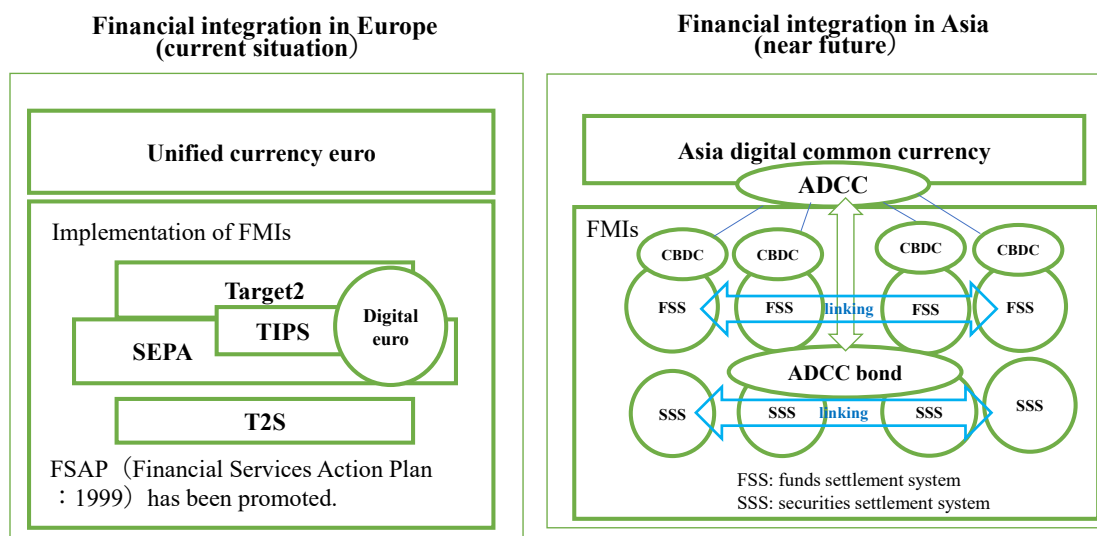 Financial integration in Europe
(current situation）
Unified currency euro
Implementation of FMIs
Target2
TIPS
SEPA
Digital
euro
T2S
FSAP（Financial Services Action Plan
：1999）has been promoted.
Financial integration in Asia
(near future）
Asia digital common currency
ADCC
FMIs
CBDC
CBDC
CBDC
CBDC
FSS
FSS
linking
FSS
FSS
ADCC bond
SSS
SSS
linking
SSS
SSS
FSS: funds settlement system
SSS: securities settlement system